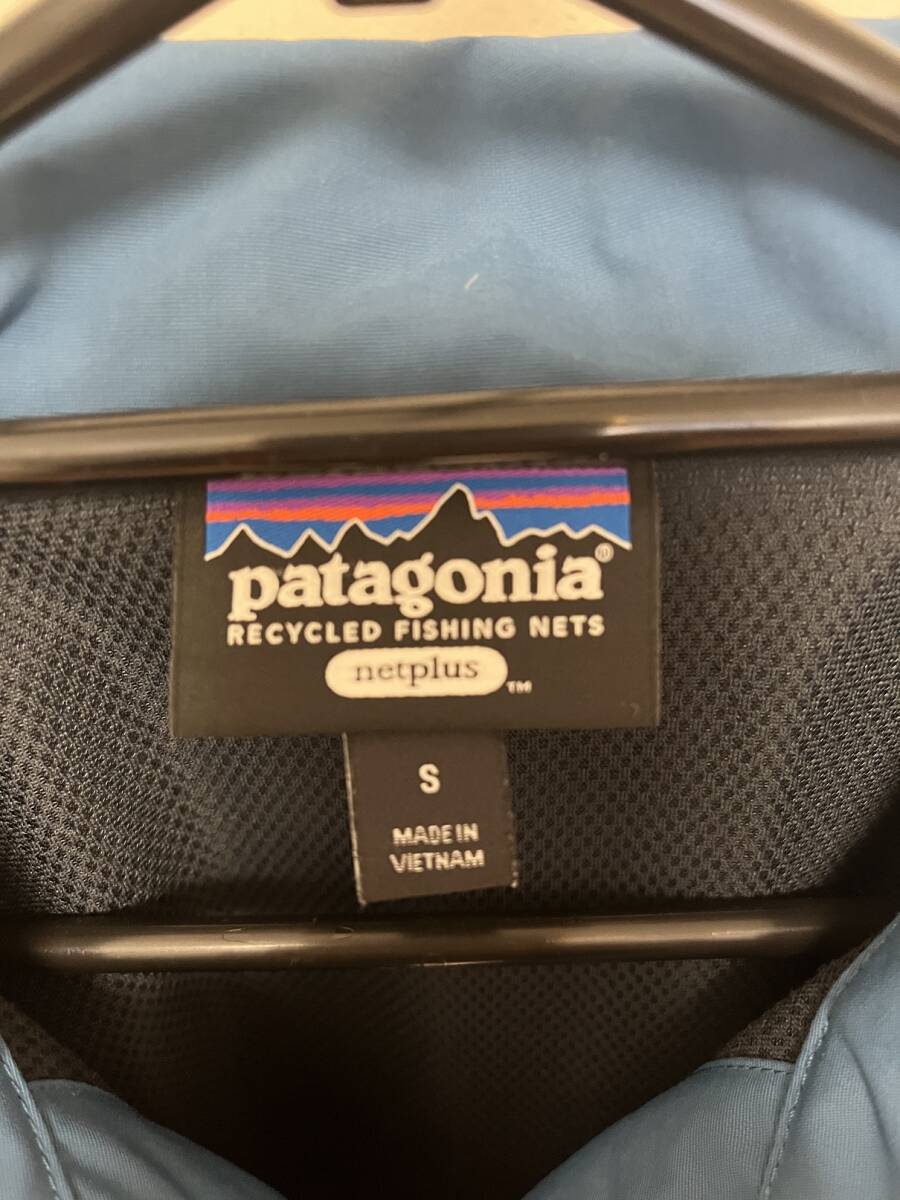 patagonia®
RECYCLED FISHING NETS
netplus™
S
MADE IN
VIETNAM